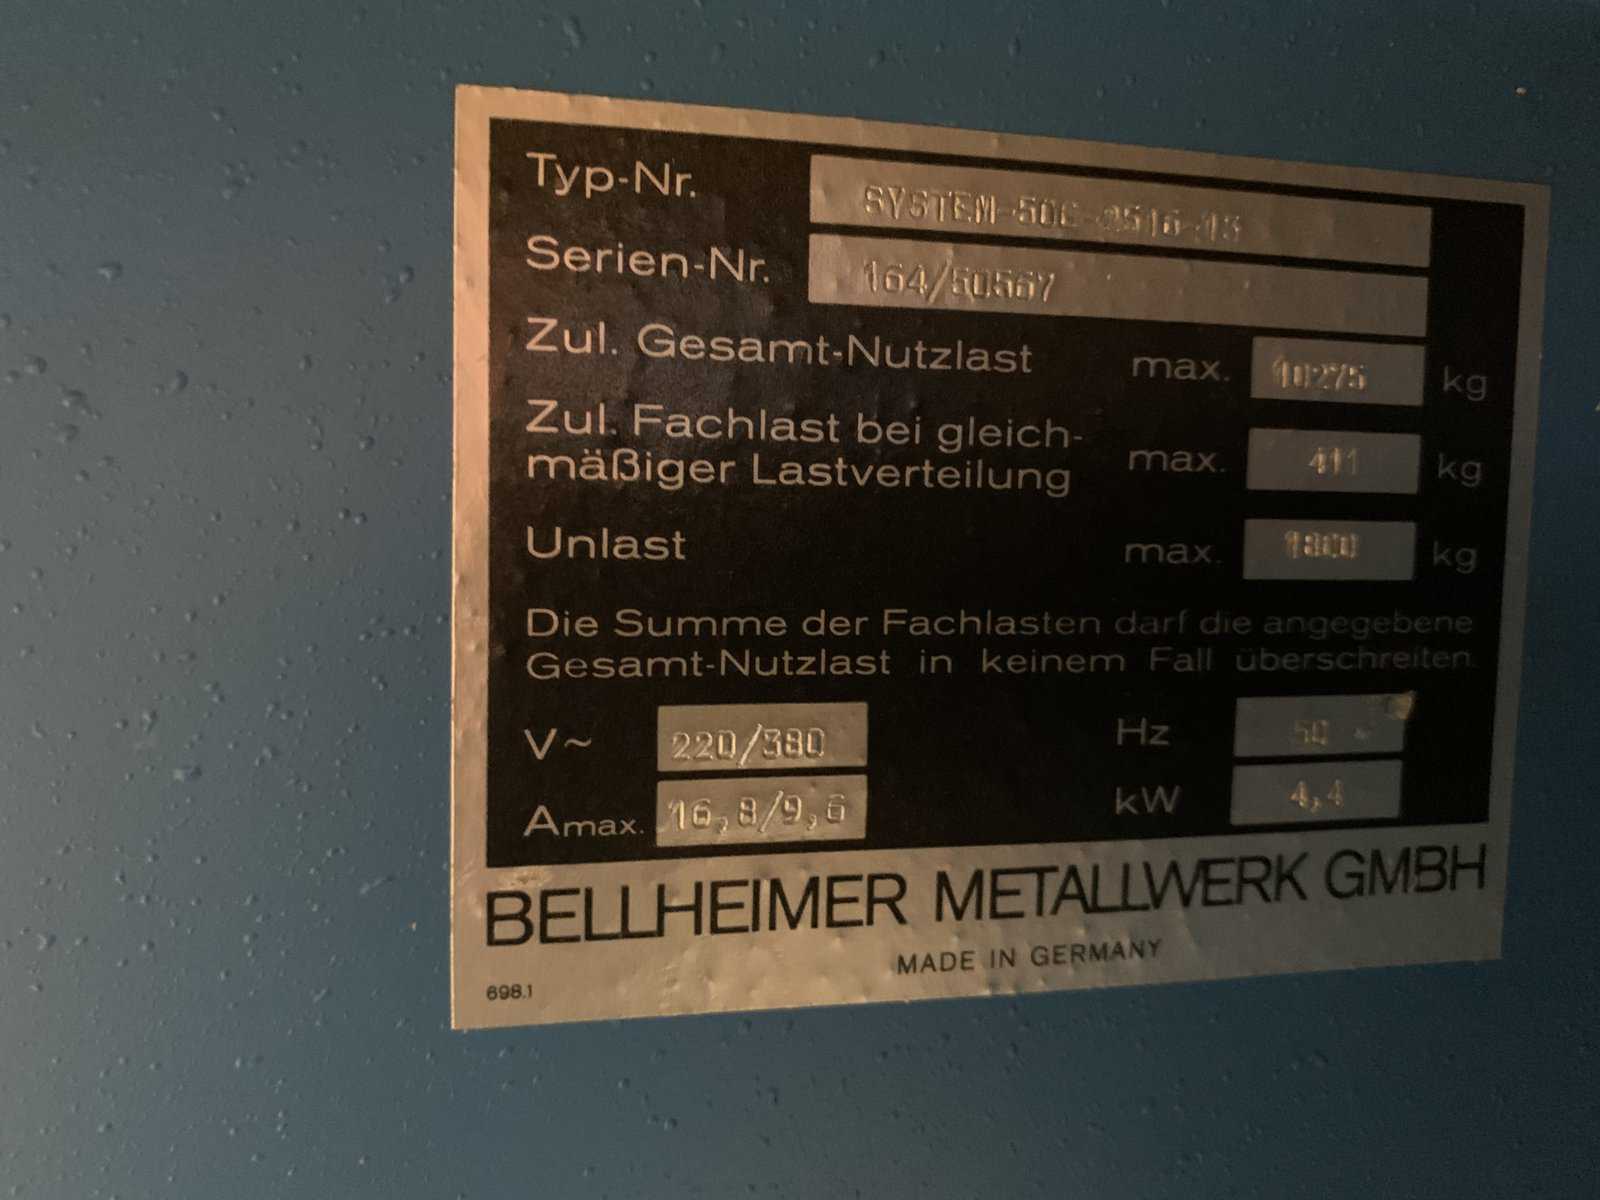 Typ-Nr. SYSTEM-50C-2516-13
Serien-Nr. 164/50567
Zul. Gesamt-Nutzlast max. 10275 kg
Zul. Fachlast bei gleich-
mäßiger Lastverteilung max. 411 kg
Unlast max. 1800 kg
Die Summe der Fachlasten darf die angegebene
Gesamt-Nutzlast in keinem Fall überschreiten.
V~ 220/380 Hz 50
Amax. 16,8/9,6 kW 4,4
BELLHEIMER METALLWERK GMBH
MADE IN GERMANY
698.1